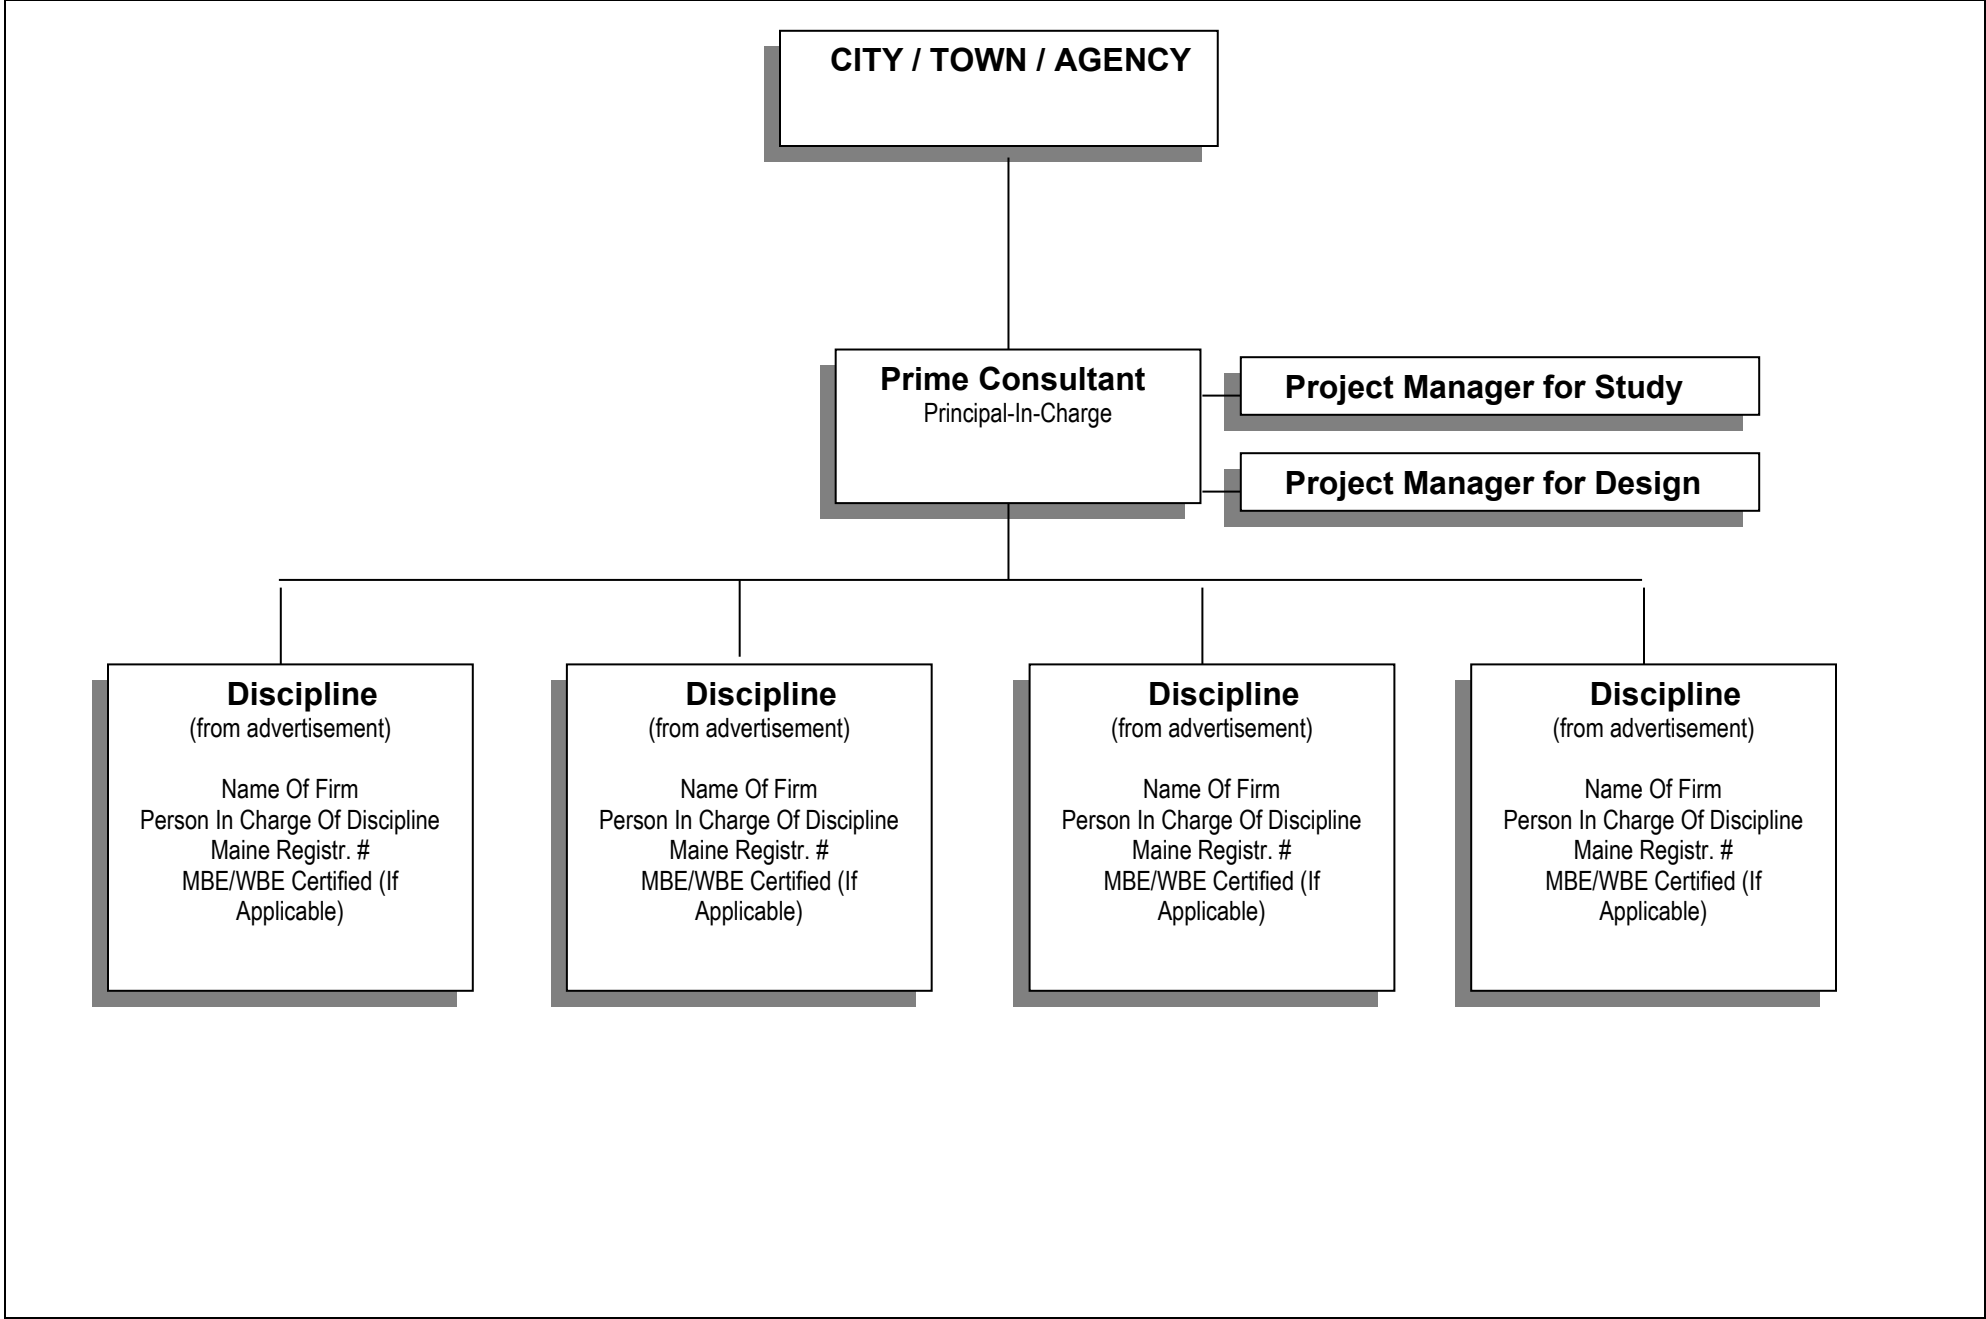 CITY / TOWN / AGENCY
Prime Consultant
Principal-In-Charge
Project Manager for Study
Project Manager for Design
Discipline
(from advertisement)
Name Of Firm
Person In Charge Of Discipline
Maine Registr. #
MBE/WBE Certified (If
Applicable)
Discipline
(from advertisement)
Name Of Firm
Person In Charge Of Discipline
Maine Registr. #
MBE/WBE Certified (If
Applicable)
Discipline
(from advertisement)
Name Of Firm
Person In Charge Of Discipline
Maine Registr. #
MBE/WBE Certified (If
Applicable)
Discipline
(from advertisement)
Name Of Firm
Person In Charge Of Discipline
Maine Registr. #
MBE/WBE Certified (If
Applicable)